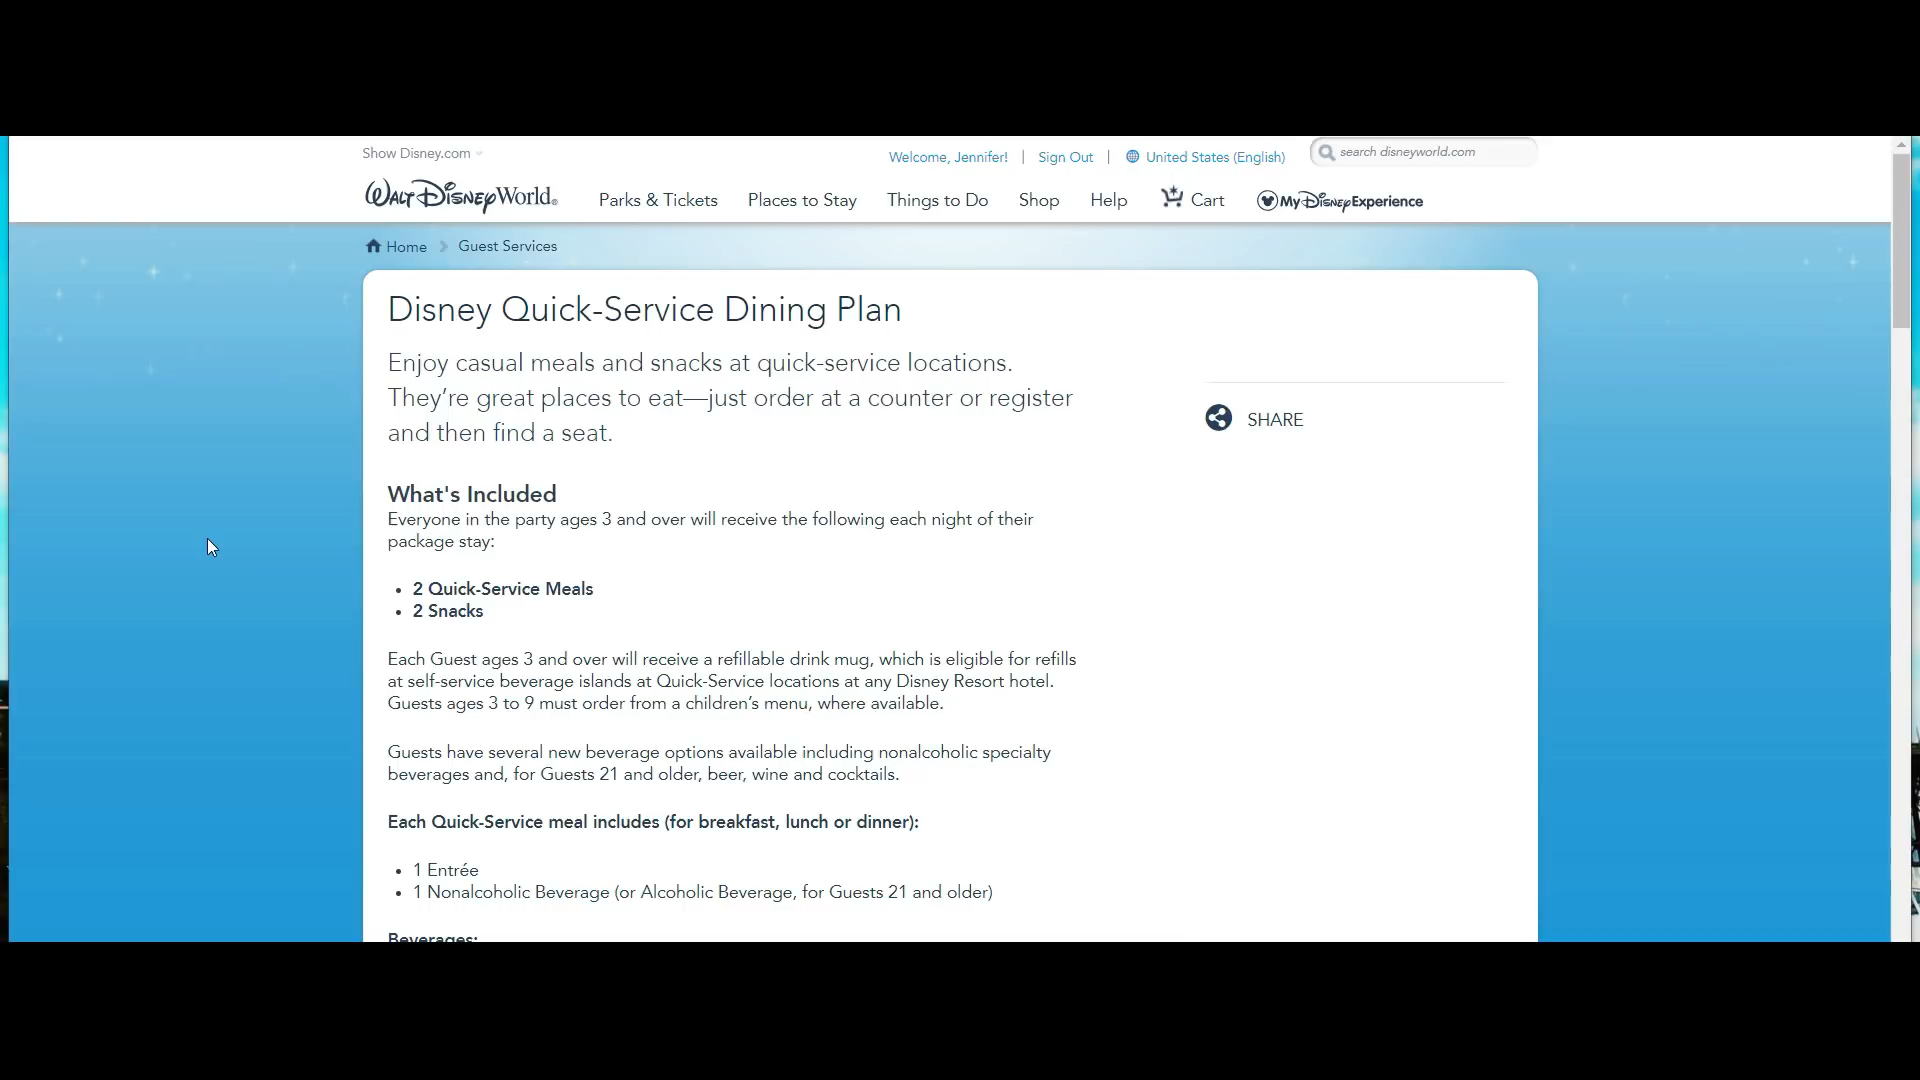 Show Disney.com
Welcome, Jennifer! | Sign Out | United States (English)
search disneyworld.com
Walt Disney World®
Parks & Tickets
Places to Stay
Things to Do
Shop
Help
Cart
My Disney Experience
Home
Guest Services
Disney Quick-Service Dining Plan
Enjoy casual meals and snacks at quick-service locations.
They’re great places to eat—just order at a counter or register
and then find a seat.
SHARE
What's Included
Everyone in the party ages 3 and over will receive the following each night of their
package stay:
• 2 Quick-Service Meals
• 2 Snacks
Each Guest ages 3 and over will receive a refillable drink mug, which is eligible for refills
at self-service beverage islands at Quick-Service locations at any Disney Resort hotel.
Guests ages 3 to 9 must order from a children’s menu, where available.
Guests have several new beverage options available including nonalcoholic specialty
beverages and, for Guests 21 and older, beer, wine and cocktails.
Each Quick-Service meal includes (for breakfast, lunch or dinner):
• 1 Entrée
• 1 Nonalcoholic Beverage (or Alcoholic Beverage, for Guests 21 and older)
Beverages: